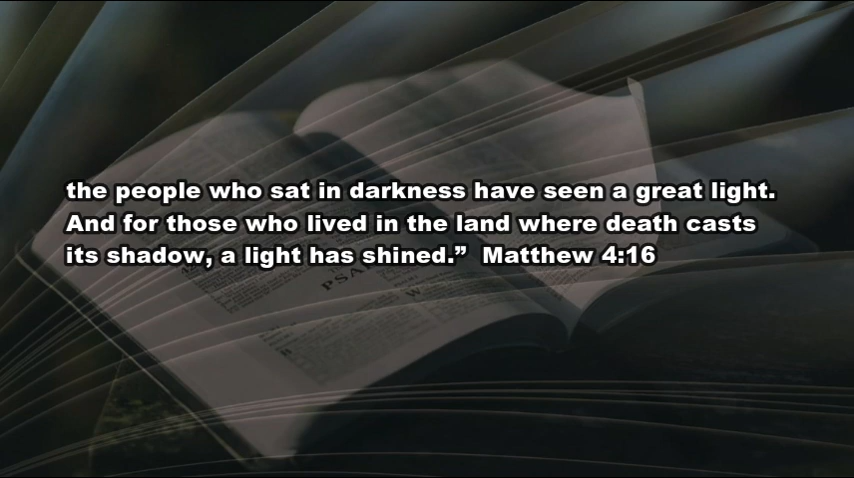 the people who sat in darkness have seen a great light.
And for those who lived in the land where death casts
its shadow, a light has shined.”  Matthew 4:16